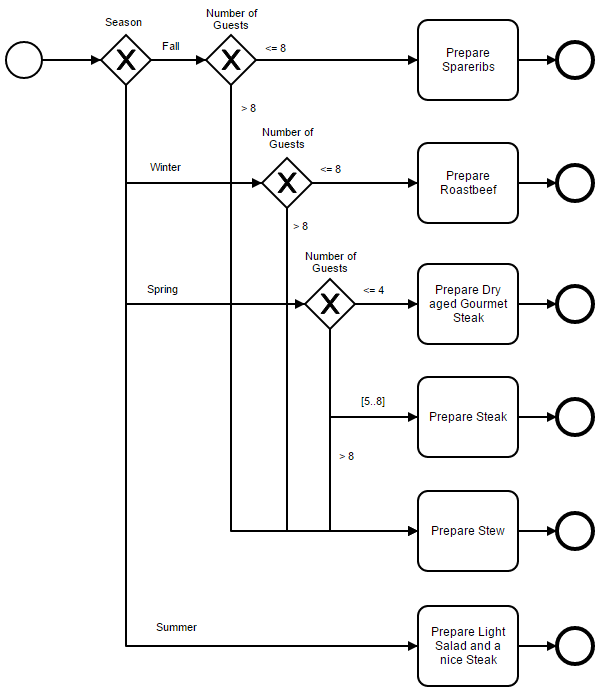 Season
Fall
Number of
Guests
<= 8
Prepare
Spareribs
> 8
Number of
Guests
Winter
<= 8
Prepare
Roastbeef
> 8
Number of
Guests
Spring
<= 4
Prepare Dry
aged Gourmet
Steak
[5..8]
Prepare Steak
> 8
Prepare Stew
Summer
Prepare Light
Salad and a
nice Steak